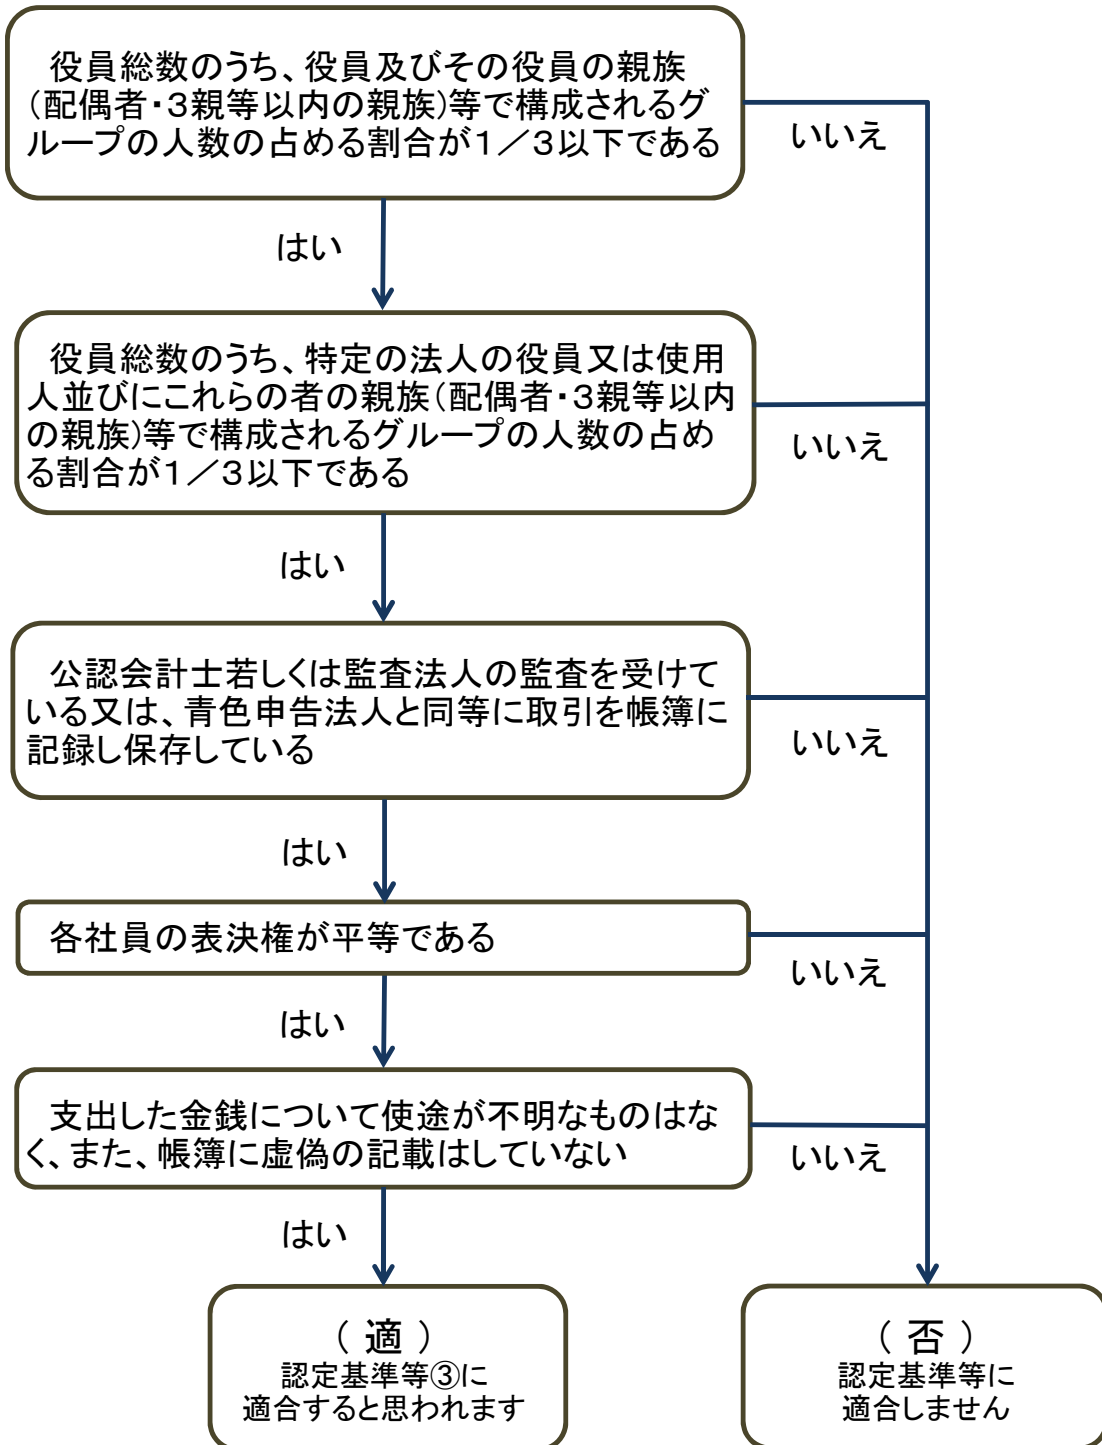 役員総数のうち、役員及びその役員の親族
(配偶者・3親等以内の親族)等で構成されるグ
ループの人数の占める割合が1/3以下である
いいえ
はい
役員総数のうち、特定の法人の役員又は使用
人並びにこれらの者の親族(配偶者・3親等以内
の親族)等で構成されるグループの人数の占め
る割合が1/3以下である
いいえ
はい
公認会計士若しくは監査法人の監査を受けて
いる又は、青色申告法人と同等に取引を帳簿に
記録し保存している
いいえ
はい
各社員の表決権が平等である
いいえ
はい
支出した金銭について使途が不明なものはな
く、また、帳簿に虚偽の記載はしていない
いいえ
はい
( 適 )
認定基準等③に
適合すると思われます
( 否 )
認定基準等に
適合しません